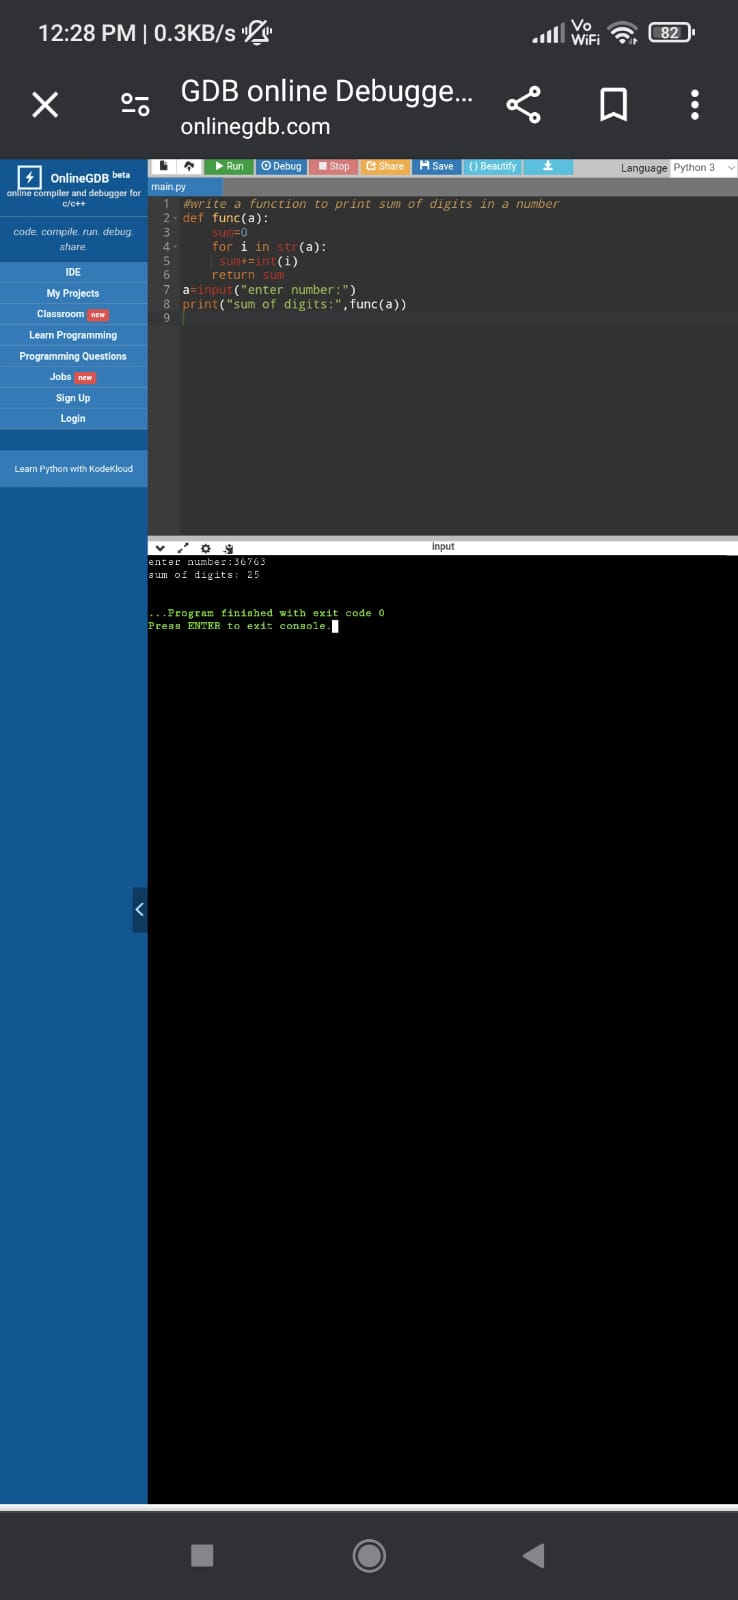 12:28 PM | 0.3KB/s
Vo WiFi
82
GDB online Debugge...
onlinegdb.com
OnlineGDB beta
online compiler and debugger for c/c++
code. compile. run. debug. share.
IDE
My Projects
Classroom new
Learn Programming
Programming Questions
Jobs new
Sign Up
Login
Learn Python with KodeKloud
Run Debug Stop Share Save {} Beautify Language Python 3
main.py
1 #write a function to print sum of digits in a number
2 def func(a):
3     sum=0
4     for i in str(a):
5      sum+=int(i)
6     return sum
7 a=input("enter number:")
8 print("sum of digits:",func(a))
9
input
enter number:36763
sum of digits: 25
...Program finished with exit code 0
Press ENTER to exit console.